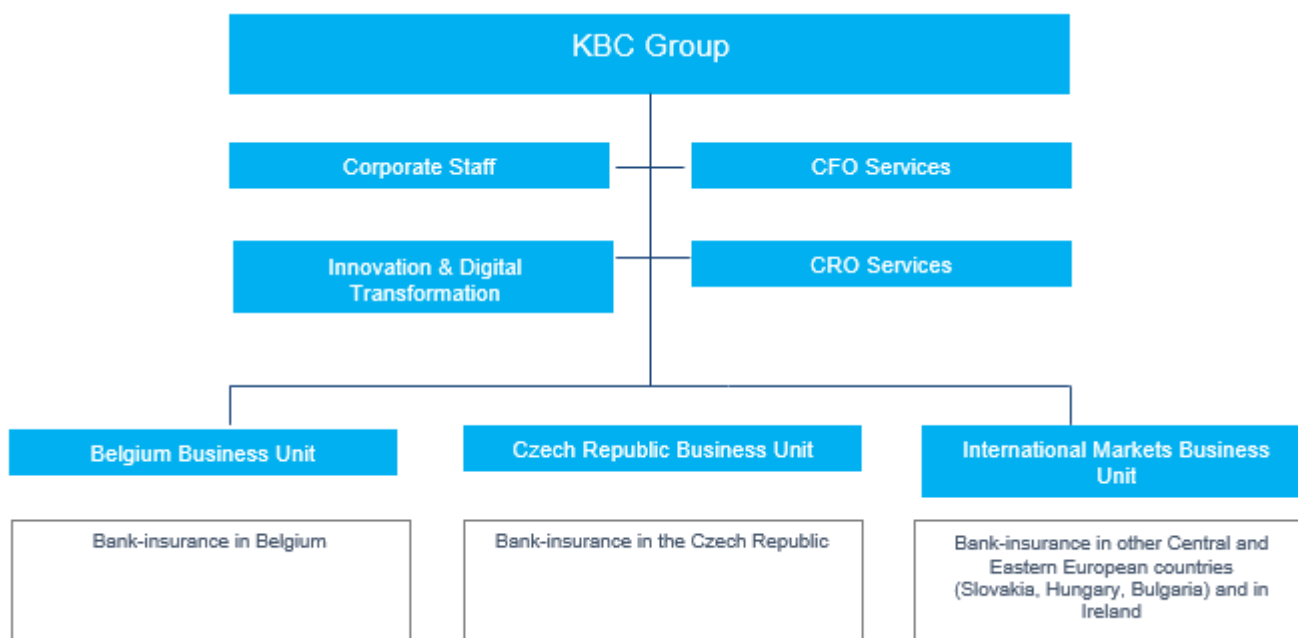 KBC Group
Corporate Staff
CFO Services
Innovation & Digital
Transformation
CRO Services
Belgium Business Unit
Czech Republic Business Unit
International Markets Business
Unit
Bank-insurance in Belgium
Bank-insurance in the Czech Republic
Bank-insurance in other Central and
Eastern European countries
(Slovakia, Hungary, Bulgaria) and in
Ireland